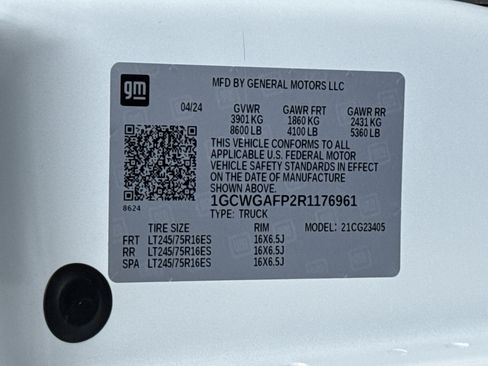 gm
MFD BY GENERAL MOTORS LLC
04/24 GVWR GAWR FRT GAWR RR
3901 KG 1860 KG 2431 KG
8600 LB 4100 LB 5360 LB
THIS VEHICLE CONFORMS TO ALL
APPLICABLE U.S. FEDERAL MOTOR
VEHICLE SAFETY STANDARDS IN EFFECT
ON THE DATE OF MANUFACTURE
SHOWN ABOVE.
8624
1GCWGAFP2R1176961
TYPE: TRUCK
TIRE SIZE RIM MODEL: 21CG23405
FRT LT245/75R16ES 16X6.5J
RR LT245/75R16ES 16X6.5J
SPA LT245/75R16ES 16X6.5J